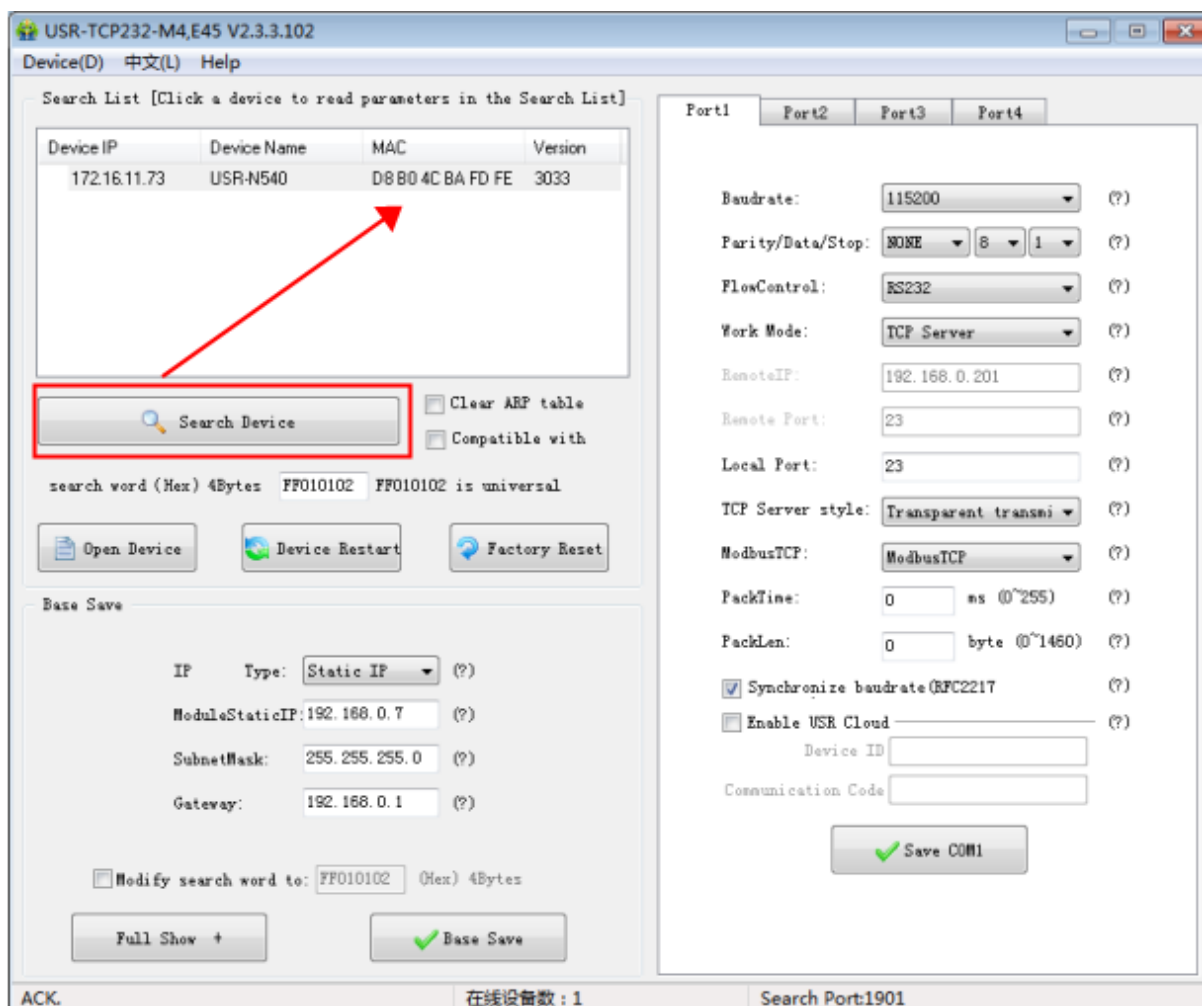 USR-TCP232-M4,E45 V2.3.3.102
Device(D) 中文(L) Help
Search List [Click a device to read parameters in the Search List]
Device IP Device Name MAC Version
172.16.11.73 USR-N540 D8 B0 4C BA FD FE 3033
Search Device
Clear ARP table
Compatible with
search word (Hex) 4Bytes FF010102 FF010102 is universal
Open Device Device Restart Factory Reset
Base Save
IP Type: Static IP (?)
ModuleStaticIP: 192.168.0.7 (?)
SubnetMask: 255.255.255.0 (?)
Gateway: 192.168.0.1 (?)
Modify search word to: FF010102 (Hex) 4Bytes
Full Show + Base Save
Port1 Port2 Port3 Port4
Baudrate: 115200 (?)
Parity/Data/Stop: NONE 8 1 (?)
FlowControl: RS232 (?)
Work Mode: TCP Server (?)
RemoteIP: 192.168.0.201 (?)
Remote Port: 23 (?)
Local Port: 23 (?)
TCP Server style: Transparent transmi (?)
ModbusTCP: ModbusTCP (?)
PackTime: 0 ms (0~255) (?)
PackLen: 0 byte (0~1460) (?)
Synchronize baudrate(RFC2217 (?)
Enable USR Cloud (?)
Device ID
Communication Code
Save COM1
ACK. 在线设备数：1 Search Port:1901